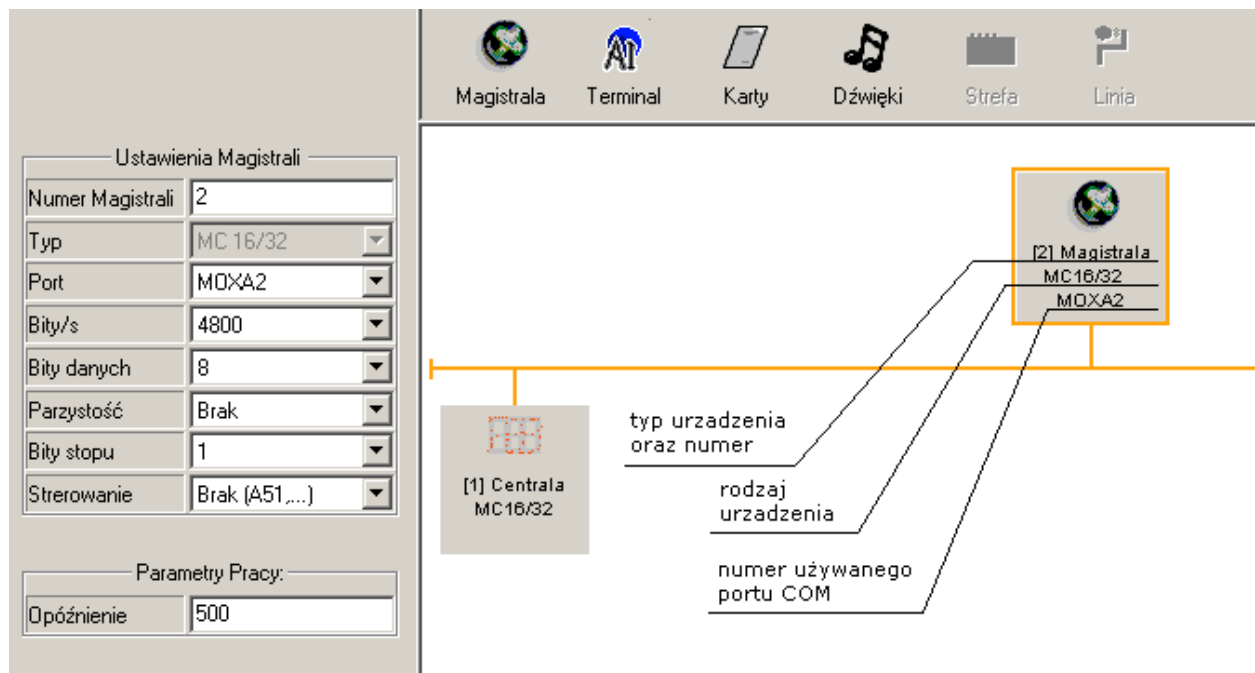 Magistrala
Terminal
Karty
Dźwięki
Strefa
Linia
Ustawienia Magistrali
Numer Magistrali 2
Typ MC 16/32
Port MOXA2
Bity/s 4800
Bity danych 8
Parzystość Brak
Bity stopu 1
Strerowanie Brak (A51,...)
Parametry Pracy:
Opóźnienie 500
[2] Magistrala
MC16/32
MOXA2
[1] Centrala
MC16/32
typ urzadzenia
oraz numer
rodzaj
urzadzenia
numer używanego
portu COM